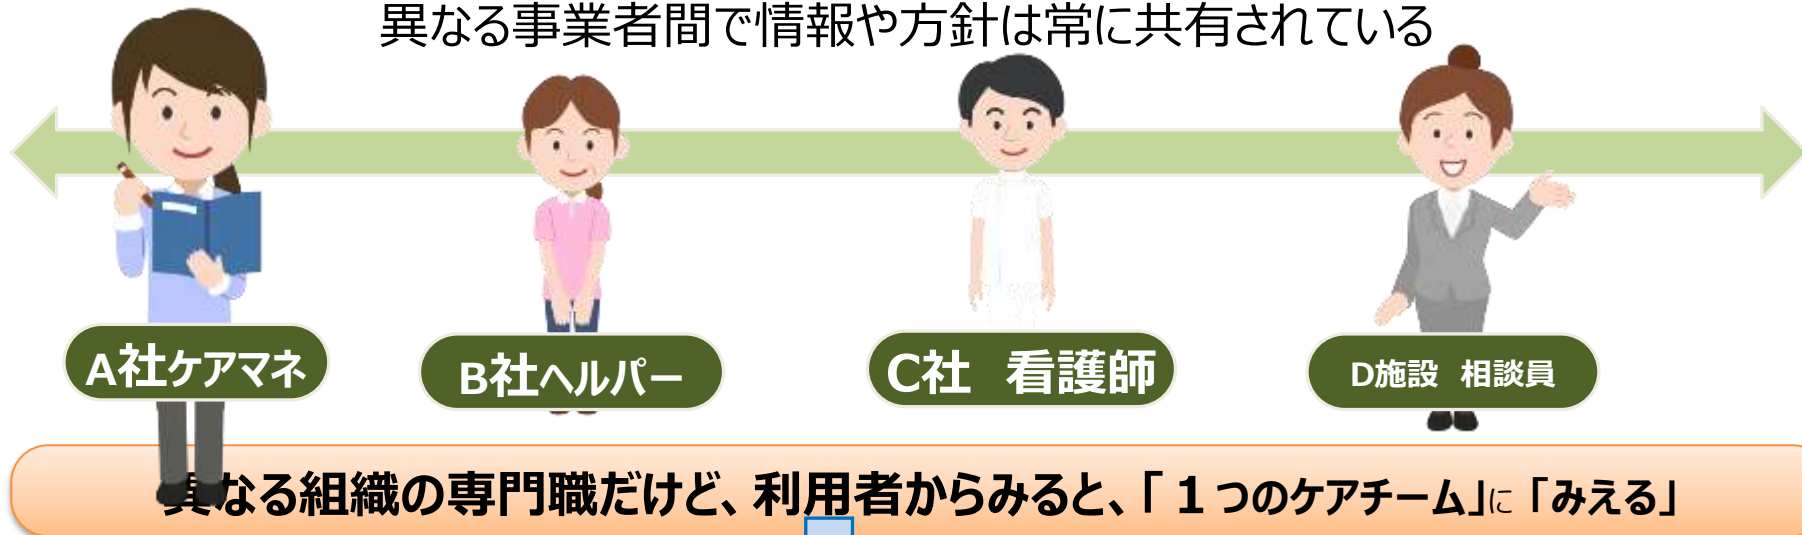 異なる事業者間で情報や方針は常に共有されている
A社ケアマネ
B社ヘルパー
C社　看護師
D施設　相談員
異なる組織の専門職だけど、利用者からみると、「１つのケアチーム」に「みえる」